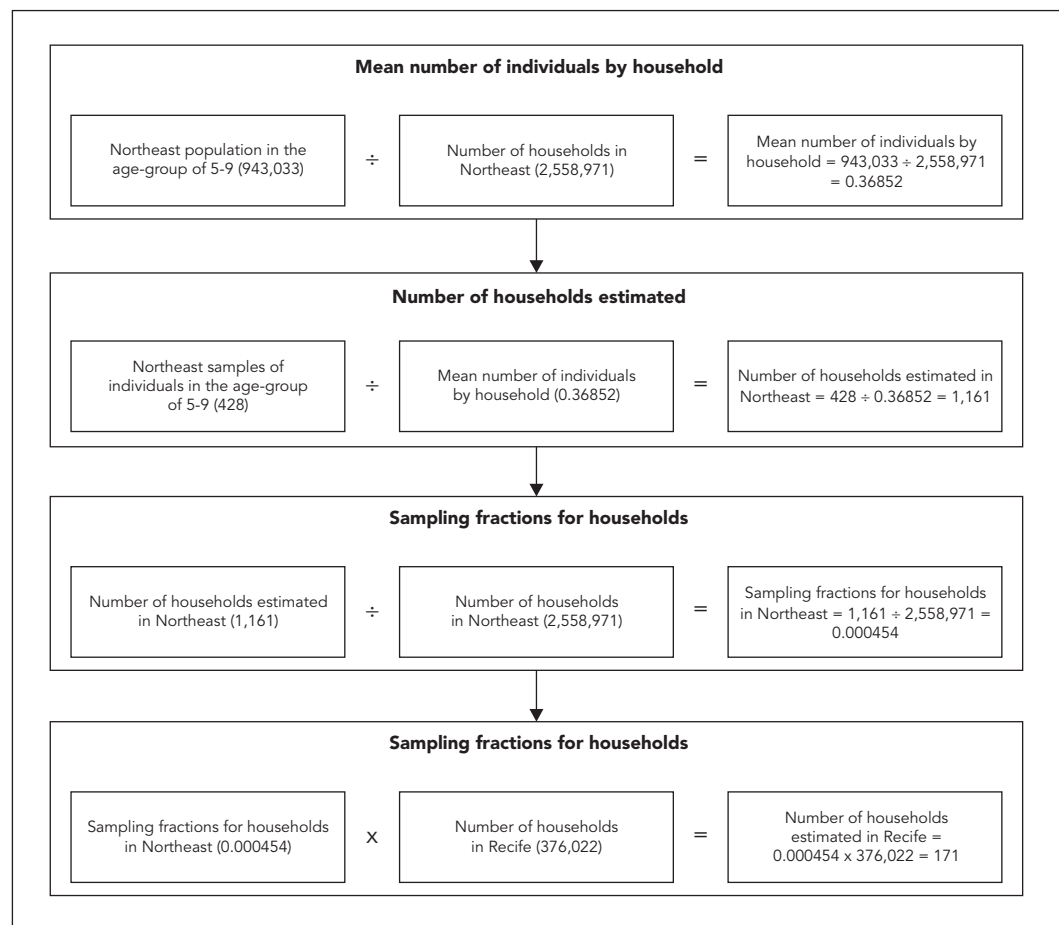 Mean number of individuals by household
Northeast population in the
age-group of 5-9 (943,033)
÷
Number of households in
Northeast (2,558,971)
=
Mean number of individuals by
household = 943,033 ÷ 2,558,971
= 0.36852
Number of households estimated
Northeast samples of
individuals in the age-group
of 5-9 (428)
÷
Mean number of individuals
by household (0.36852)
=
Number of households estimated in
Northeast = 428 ÷ 0.36852 = 1,161
Sampling fractions for households
Number of households estimated
in Northeast (1,161)
÷
Number of households
in Northeast (2,558,971)
=
Sampling fractions for households
in Northeast = 1,161 ÷ 2,558,971 =
0.000454
Sampling fractions for households
Sampling fractions for households
in Northeast (0.000454)
x
Number of households
in Recife (376,022)
=
Number of households
estimated in Recife =
0.000454 x 376,022 = 171